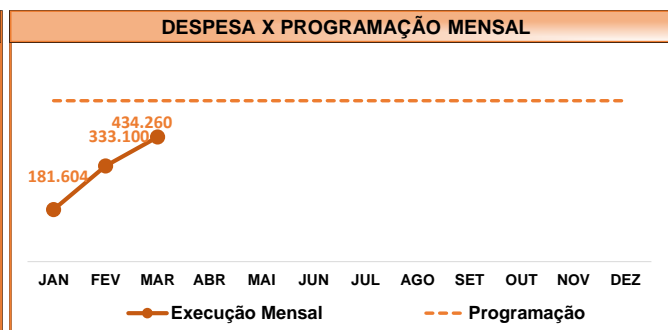 DESPESA X PROGRAMAÇÃO MENSAL
434.260
333.100
181.604
JAN FEV MAR ABR MAI JUN JUL AGO SET OUT NOV DEZ
Execução Mensal Programação